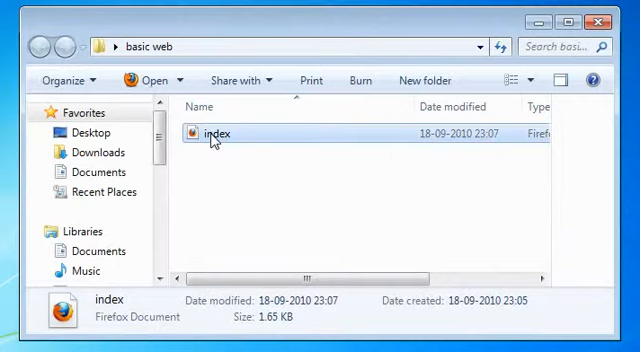 basic web
Search basi...
Organize
Open
Share with
Print
Burn
New folder
Name
Date modified
Type
Favorites
index
18-09-2010 23:07
Firefo
Desktop
Downloads
Documents
Recent Places
Libraries
Documents
Music
index
Date modified: 18-09-2010 23:07
Date created: 18-09-2010 23:05
Firefox Document
Size: 1.65 KB